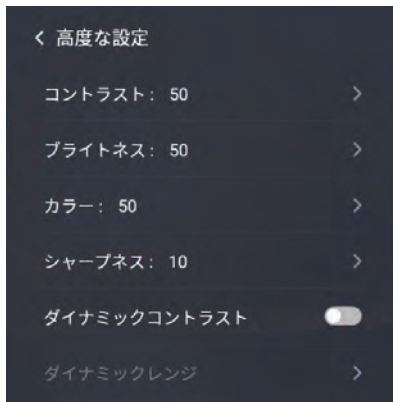 高度な設定
コントラスト: 50
ブライトネス: 50
カラー: 50
シャープネス: 10
ダイナミックコントラスト
ダイナミックレンジ